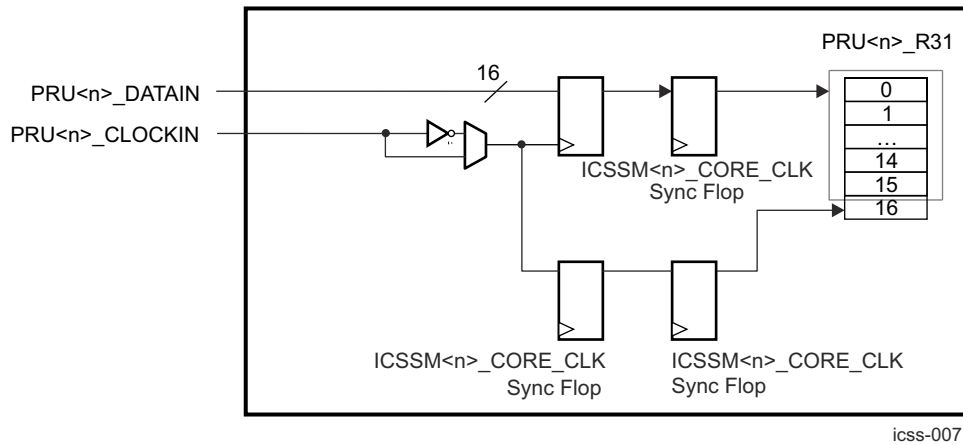 PRU<n>_R31
16
PRU<n>_DATAIN
PRU<n>_CLOCKIN
0
1
...
14
15
16
ICSSM<n>_CORE_CLK
Sync Flop
ICSSM<n>_CORE_CLK
Sync Flop
ICSSM<n>_CORE_CLK
Sync Flop
icss-007